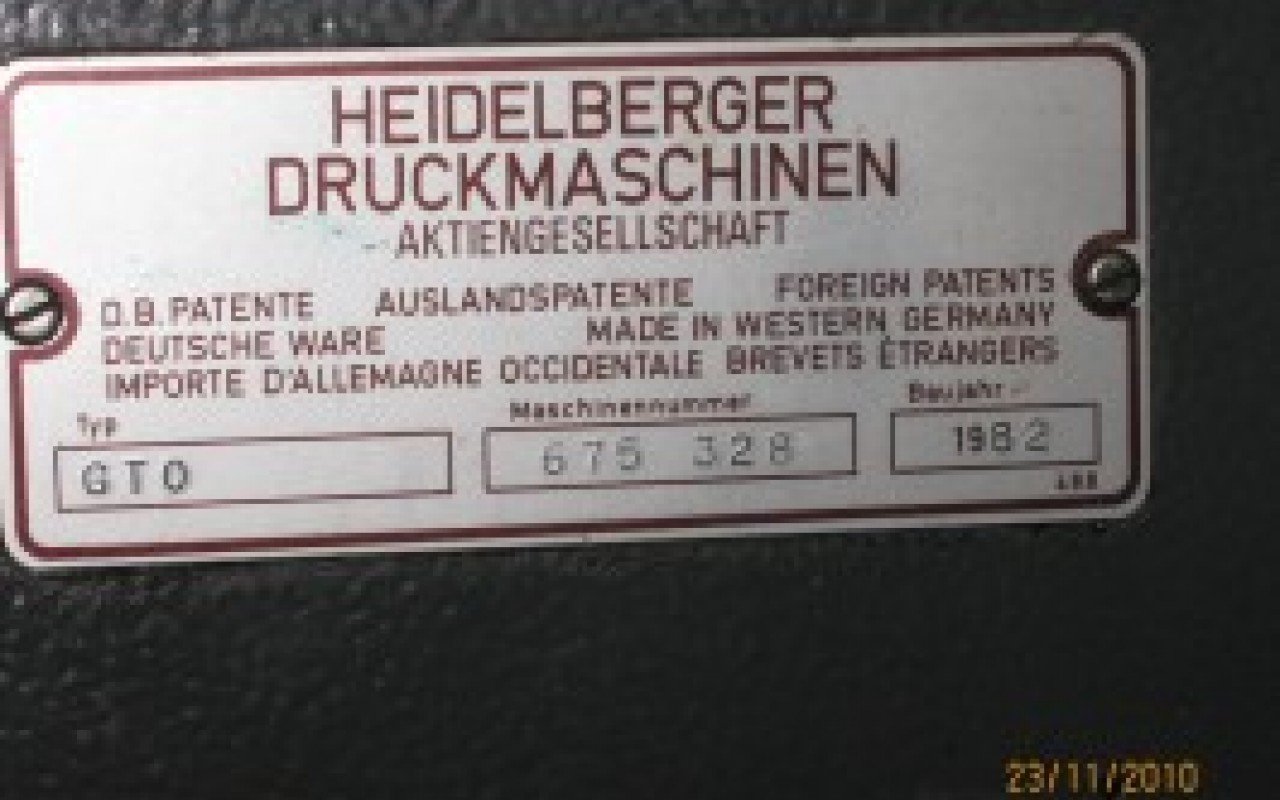 HEIDELBERGER
DRUCKMASCHINEN
AKTIENGESELLSCHAFT
D.B. PATENTE AUSLANDSPATENTE FOREIGN PATENTS
DEUTSCHE WARE MADE IN WESTERN GERMANY
IMPORTE D'ALLEMAGNE OCCIDENTALE BREVETS ÉTRANGERS
Typ Maschinennummer Baujahr
GTO 675 328 1982
23/11/2010